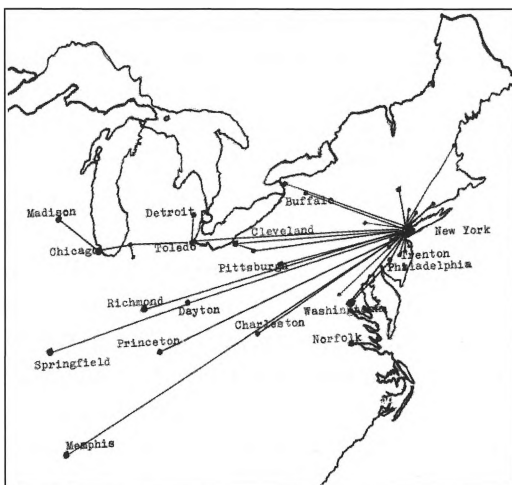 Buffalo
Madison
Detroit
New York
Cleveland
Chicago
Toledo
Trenton
Pittsburgh
Philadelphia
Richmond
Dayton
Washington
Charleston
Norfolk
Princeton
Springfield
Memphis